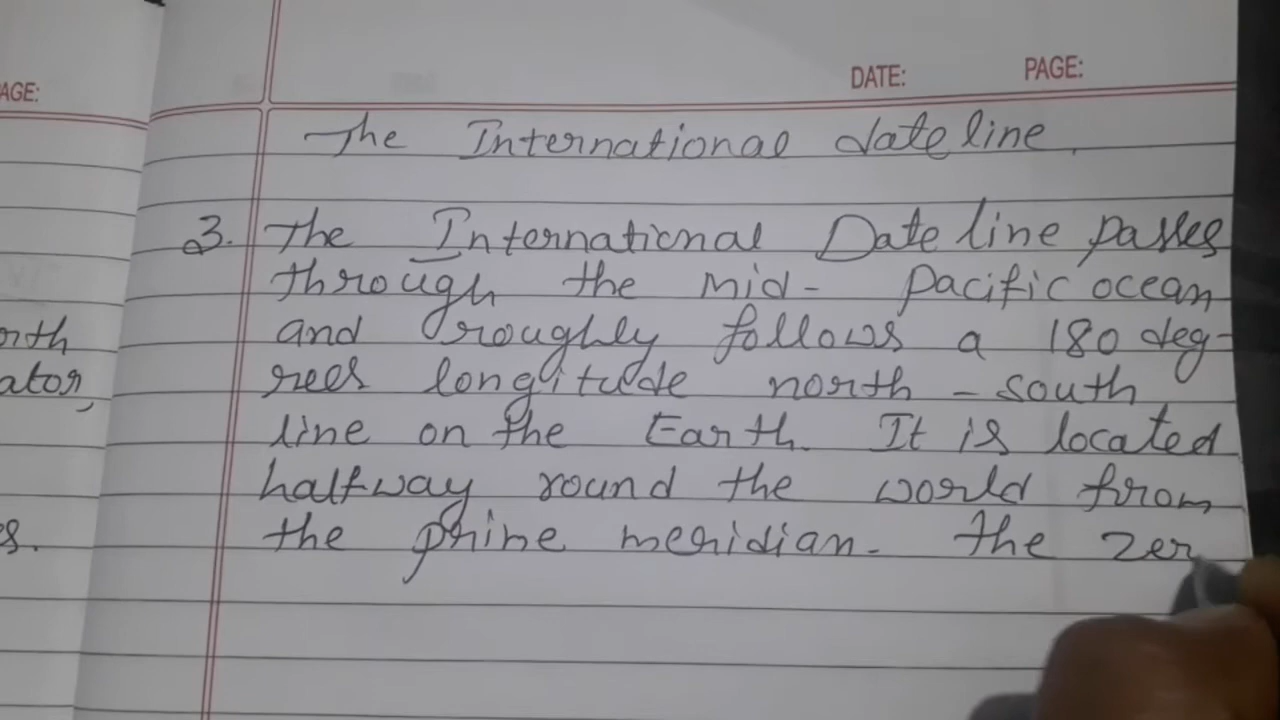 AGE:
DATE: PAGE:
The International date line.
3. The International Date line passes
through the mid- pacific ocean
and roughly follows a 180 deg-
rees longitude north - south
line on the Earth. It is located
halfway round the world from
the prime meridian. The zer
orth
ator,
s.